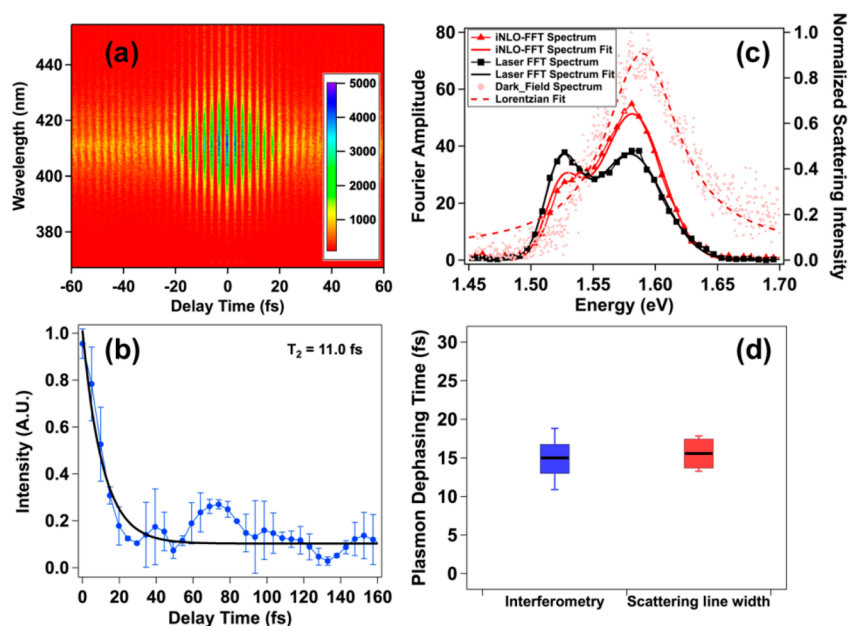 (a)
Wavelength (nm)
440
420
400
380
5000
4000
3000
2000
1000
-60 -40 -20 0 20 40 60
Delay Time (fs)
(c)
Fourier Amplitude
80
60
40
20
0
iNLO-FFT Spectrum
iNLO-FFT Spectrum Fit
Laser FFT Spectrum
Laser FFT Spectrum Fit
Dark_Field Spectrum
Lorentzian Fit
1.0
0.8
0.6
0.4
0.2
0.0
Normalized Scattering Intensity
1.45 1.50 1.55 1.60 1.65 1.70
Energy (eV)
(b)
T2 = 11.0 fs
Intensity (A.U.)
1.0
0.8
0.6
0.4
0.2
0.0
0 20 40 60 80 100 120 140 160
Delay Time (fs)
(d)
Plasmon Dephasing Time (fs)
30
25
20
15
10
5
0
Interferometry Scattering line width